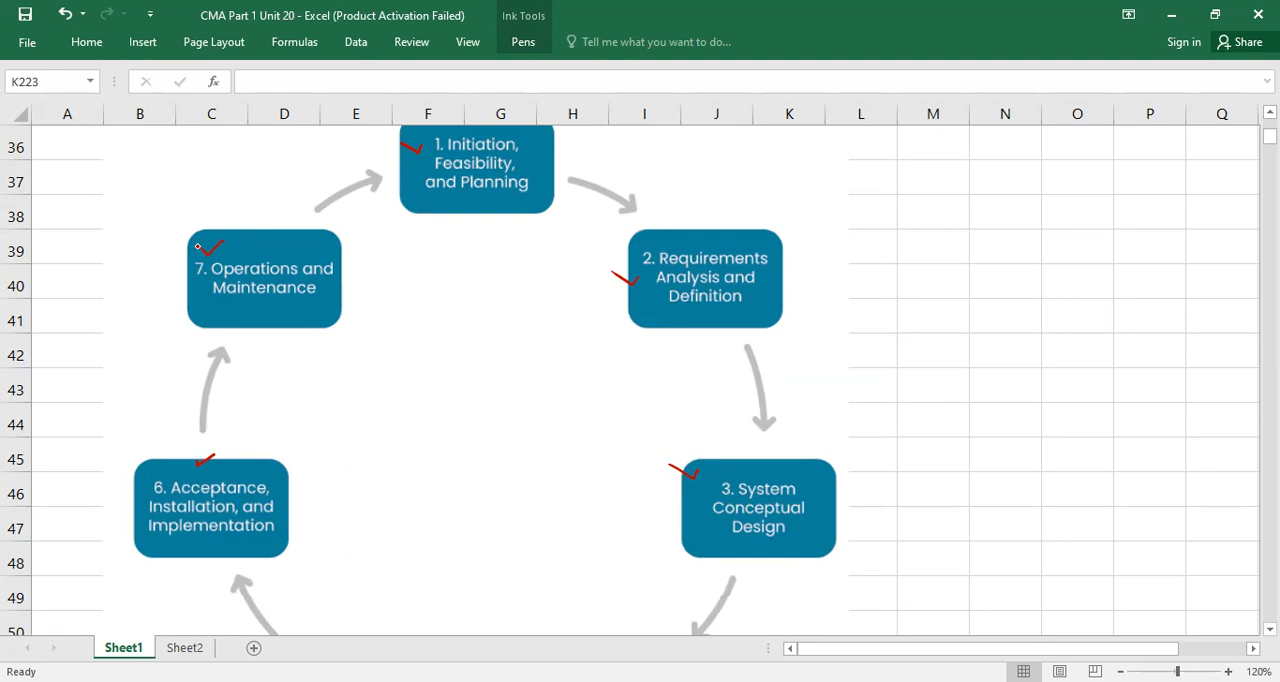 CMA Part 1 Unit 20 - Excel (Product Activation Failed)
Ink Tools
File
Home
Insert
Page Layout
Formulas
Data
Review
View
Pens
Tell me what you want to do...
Sign in
Share
K223
fx
A B C D E F G H I J K L M N O P Q
36
37
38
39
40
41
42
43
44
45
46
47
48
49
50
1. Initiation,
Feasibility,
and Planning
2. Requirements
Analysis and
Definition
3. System
Conceptual
Design
6. Acceptance,
Installation, and
Implementation
7. Operations and
Maintenance
Sheet1
Sheet2
Ready
120%